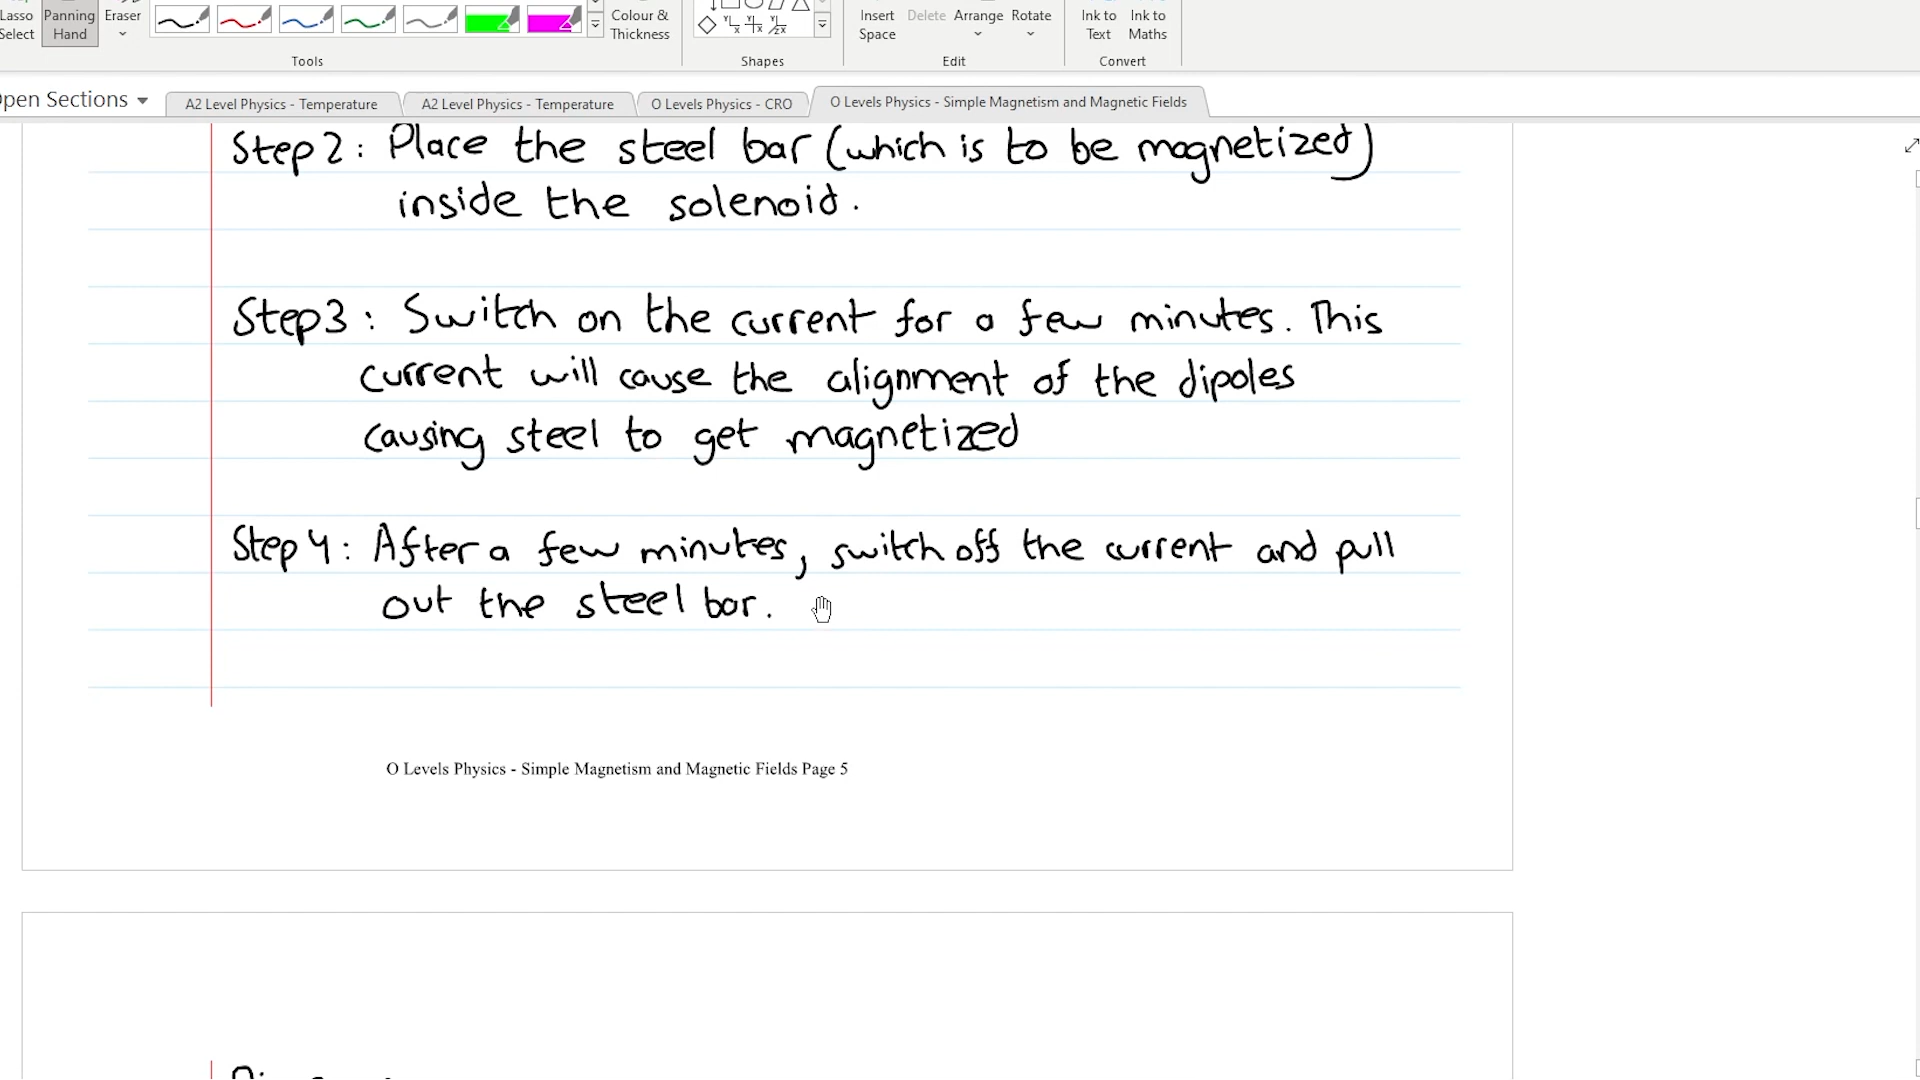 Lasso
Select
Panning
Hand
Eraser
Colour &
Thickness
Tools
Shapes
Insert
Space
Delete
Arrange
Rotate
Edit
Ink to
Text
Ink to
Maths
Convert
pen Sections
A2 Level Physics - Temperature
A2 Level Physics - Temperature
O Levels Physics - CRO
O Levels Physics - Simple Magnetism and Magnetic Fields
Step 2: Place the steel bar (which is to be magnetized)
inside the solenoid.
Step 3: Switch on the current for a few minutes. This
current will cause the alignment of the dipoles
causing steel to get magnetized
Step 4: After a few minutes, switch off the current and pull
out the steel bar.
O Levels Physics - Simple Magnetism and Magnetic Fields Page 5